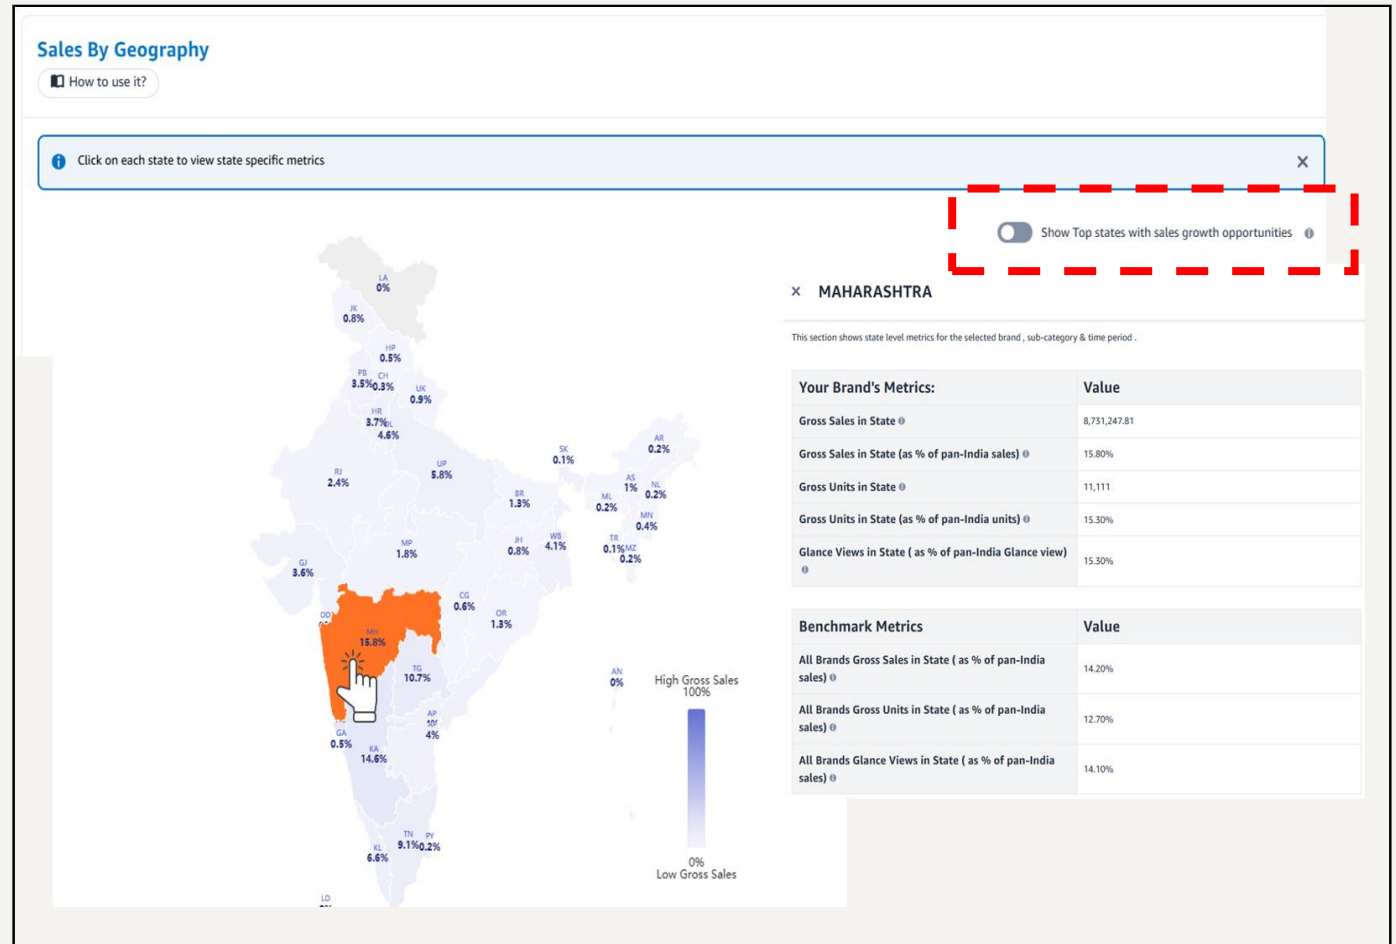 Sales By Geography
How to use it?
Click on each state to view state specific metrics
Show Top states with sales growth opportunities
LA
0%
JK
0.8%
HP
0.5%
PB
3.5%
CH
0.3%
UK
0.9%
HR
3.7%
4.6%
RJ
2.4%
UP
5.8%
SK
0.1%
AR
0.2%
BR
1.3%
AS
1%
NL
0.2%
ML
0.2%
MN
0.4%
MP
1.8%
JH
0.8%
WB
4.1%
TR
0.1%
MZ
0.2%
GJ
3.6%
CG
0.6%
OR
1.3%
DD
MH
15.8%
TG
10.7%
AN
0%
AP
4%
GA
0.5%
KA
14.6%
TN
9.1%
PY
0.2%
KL
6.6%
LD
High Gross Sales
100%
0%
Low Gross Sales
MAHARASHTRA
This section shows state level metrics for the selected brand , sub-category & time period .
Your Brand's Metrics: Value
Gross Sales in State 8,731,247.81
Gross Sales in State (as % of pan-India sales) 15.80%
Gross Units in State 11,111
Gross Units in State (as % of pan-India units) 15.30%
Glance Views in State ( as % of pan-India Glance view) 15.30%
Benchmark Metrics Value
All Brands Gross Sales in State ( as % of pan-India
sales) 14.20%
All Brands Gross Units in State ( as % of pan-India
sales) 12.70%
All Brands Glance Views in State ( as % of pan-India
sales) 14.10%